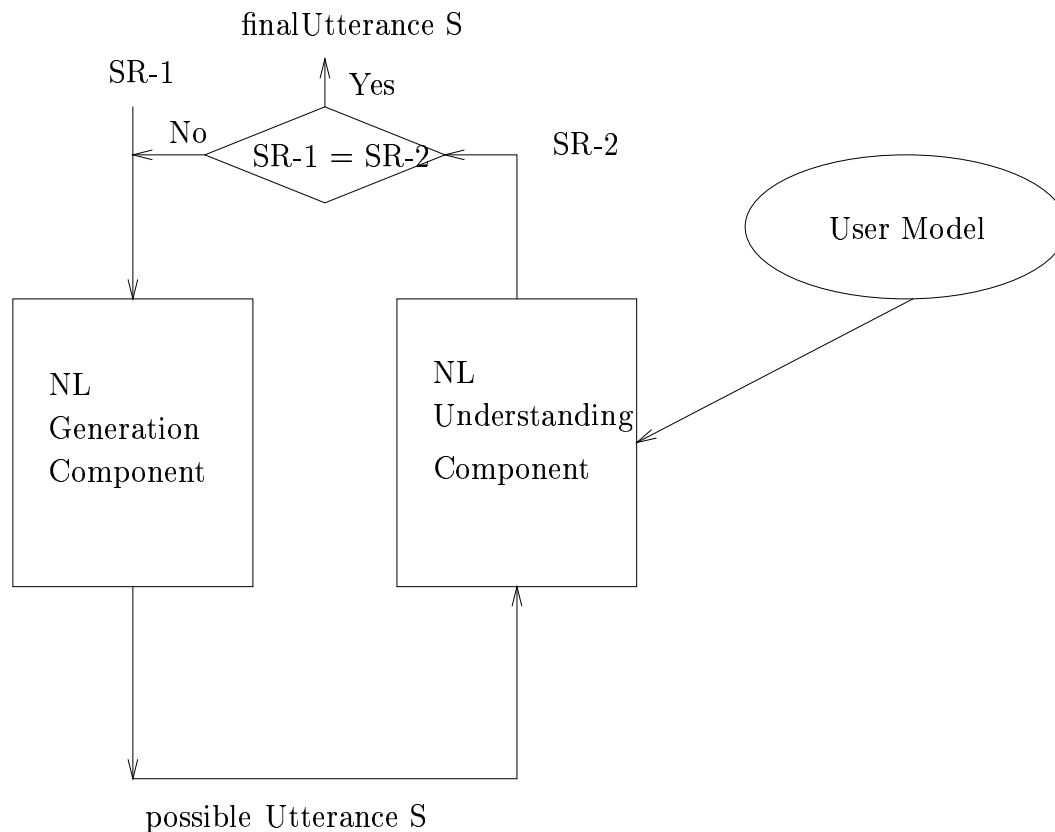 finalUtterance S
SR-1
Yes
No
SR-1 = SR-2
SR-2
User Model
NL
Generation
Component
NL
Understanding
Component
possible Utterance S